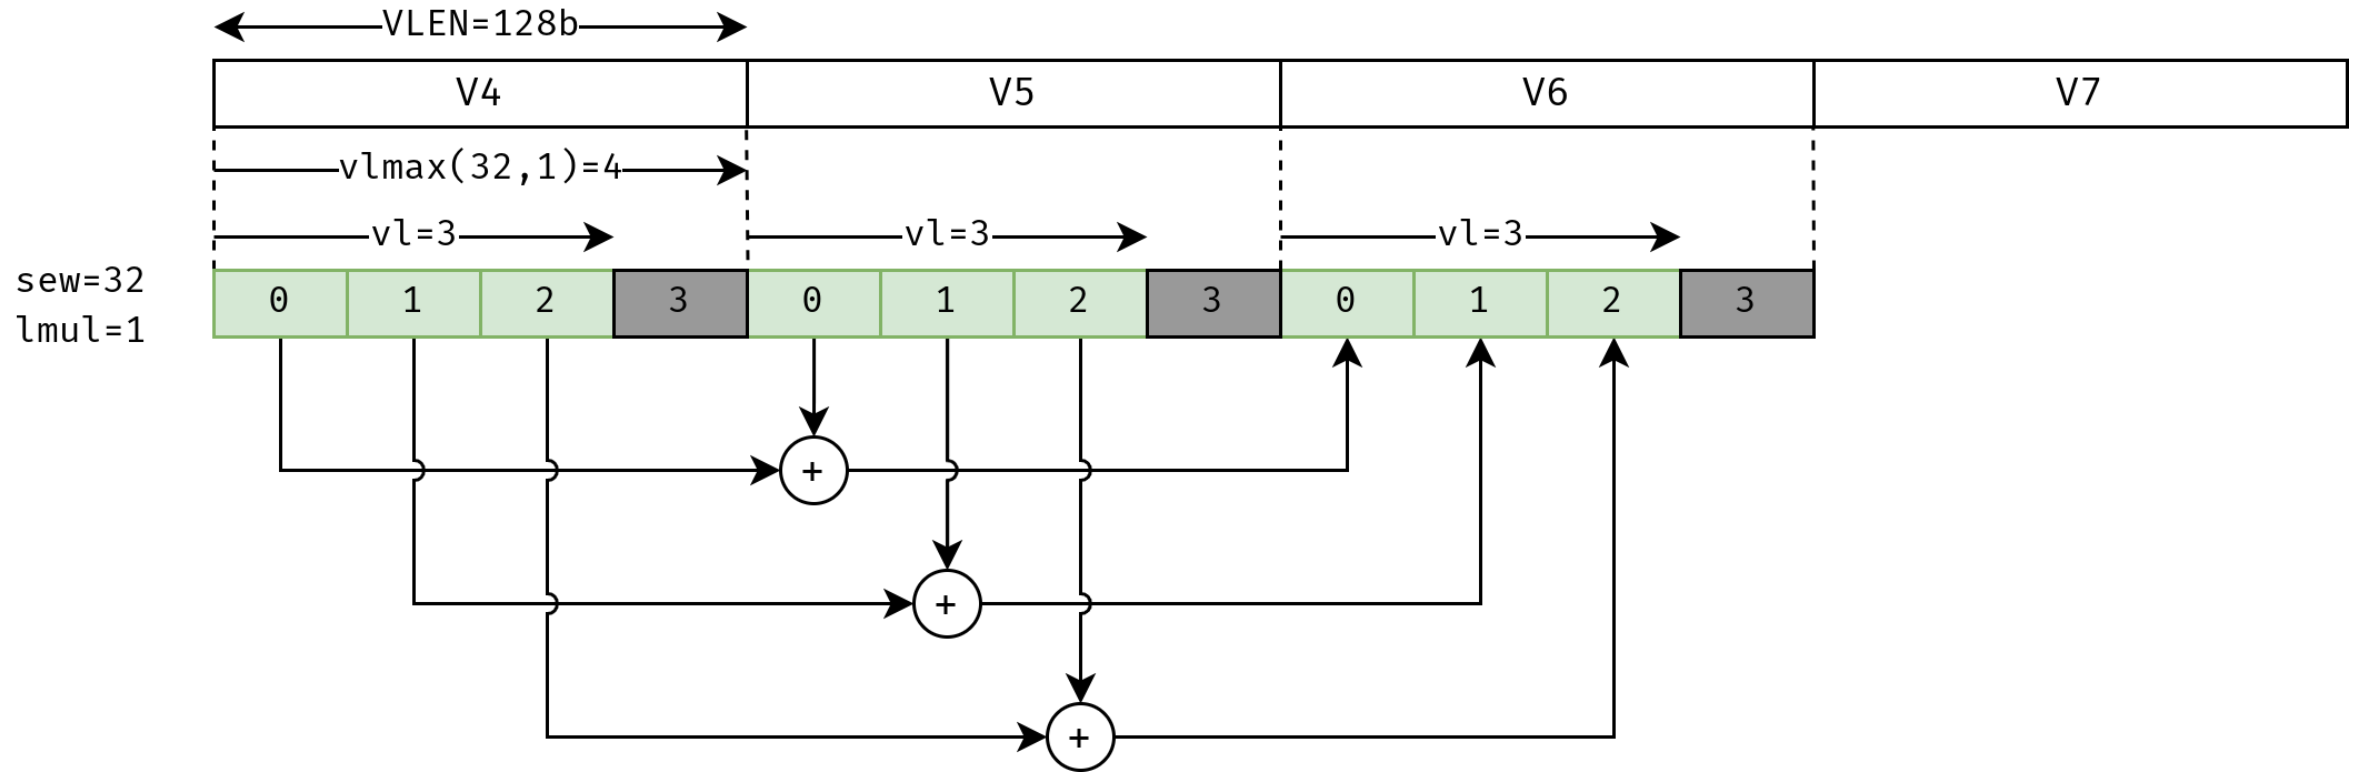 VLEN=128b
V4 V5 V6 V7
vlmax(32,1)=4
vl=3 vl=3 vl=3
sew=32
lmul=1
0 1 2 3 0 1 2 3 0 1 2 3
+
+
+